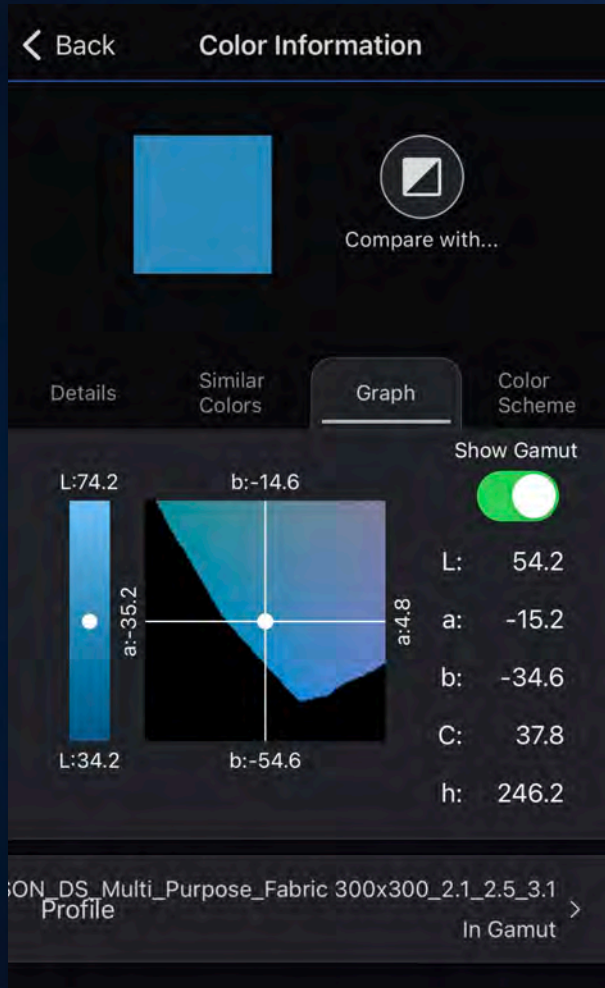 Back
Color Information
Compare with...
Details
Similar
Colors
Graph
Color
Scheme
Show Gamut
L:74.2
b:-14.6
a:-35.2
a:4.8
L:34.2
b:-54.6
L: 54.2
a: -15.2
b: -34.6
C: 37.8
h: 246.2
SON_DS_Multi_Purpose_Fabric 300x300_2.1_2.5_3.1
Profile
In Gamut